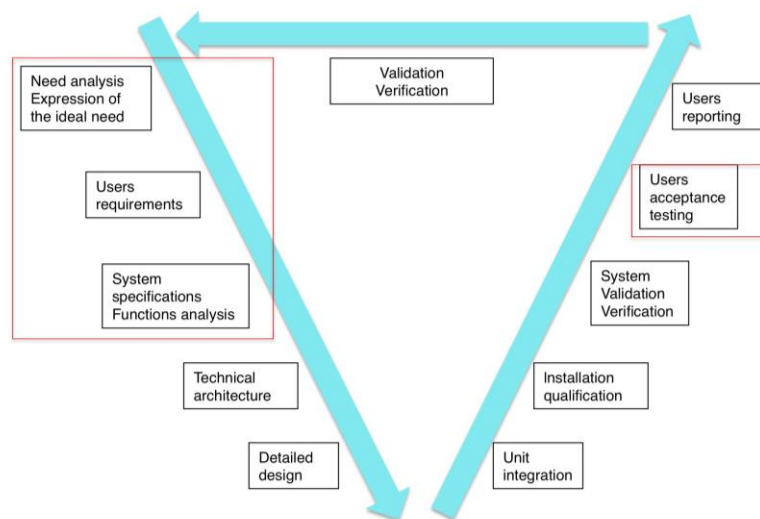 Need analysis
Expression of
the ideal need
Users
requirements
System
specifications
Functions analysis
Technical
architecture
Detailed
design
Validation
Verification
Users
reporting
Users
acceptance
testing
System
Validation
Verification
Installation
qualification
Unit
integration